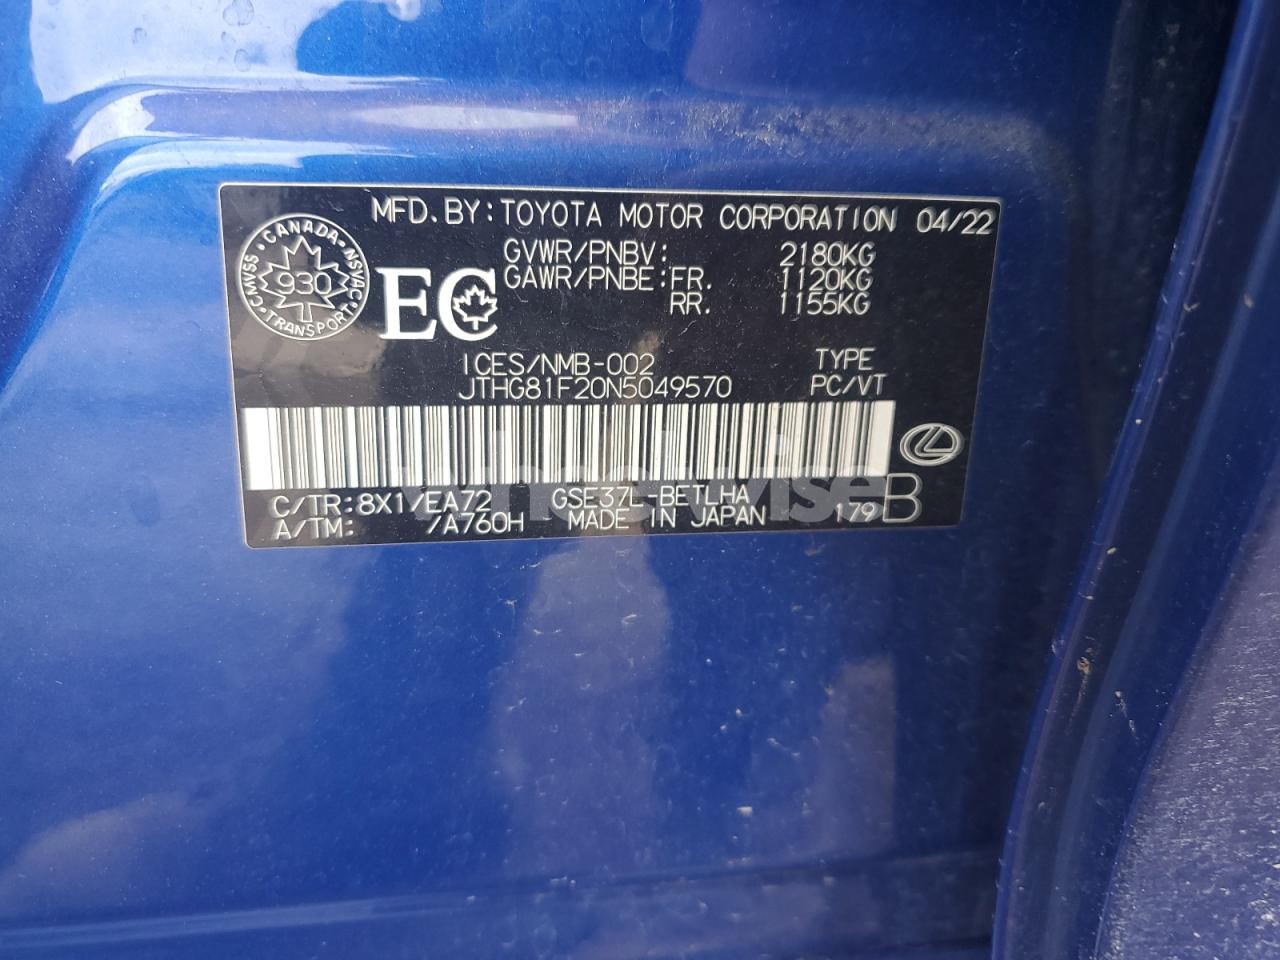 MFD.BY:TOYOTA MOTOR CORPORATION 04/22
CANADA·NSVAC·TRANSPORT·CMVSS·
930
EC
GVWR/PNBV: 2180KG
GAWR/PNBE:FR. 1120KG
RR. 1155KG
ICES/NMB-002 TYPE
JTHG81F20N5049570 PC/VT
wheelwise
C/TR:8X1/EA72 GSE37L-BETLHA
A/TM: /A760H MADE IN JAPAN 179 B